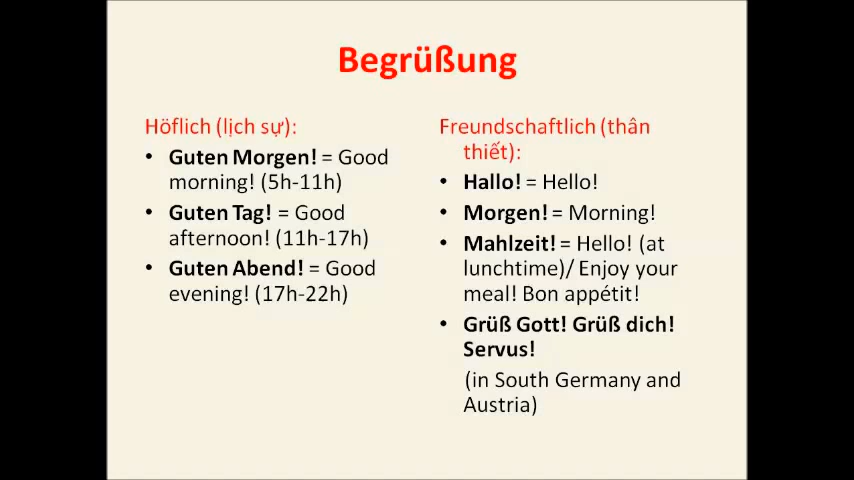 Begrüßung
Höflich (lịch sự):
• Guten Morgen! = Good
morning! (5h-11h)
• Guten Tag! = Good
afternoon! (11h-17h)
• Guten Abend! = Good
evening! (17h-22h)
Freundschaftlich (thân
thiết):
• Hallo! = Hello!
• Morgen! = Morning!
• Mahlzeit! = Hello! (at
lunchtime)/ Enjoy your
meal! Bon appétit!
• Grüß Gott! Grüß dich!
Servus!
(in South Germany and
Austria)